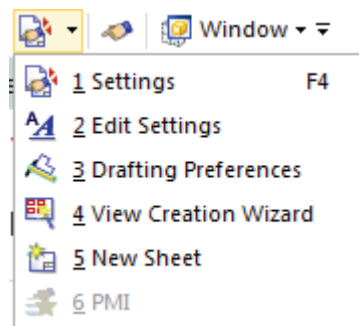 Window
1 Settings F4
2 Edit Settings
3 Drafting Preferences
4 View Creation Wizard
5 New Sheet
6 PMI